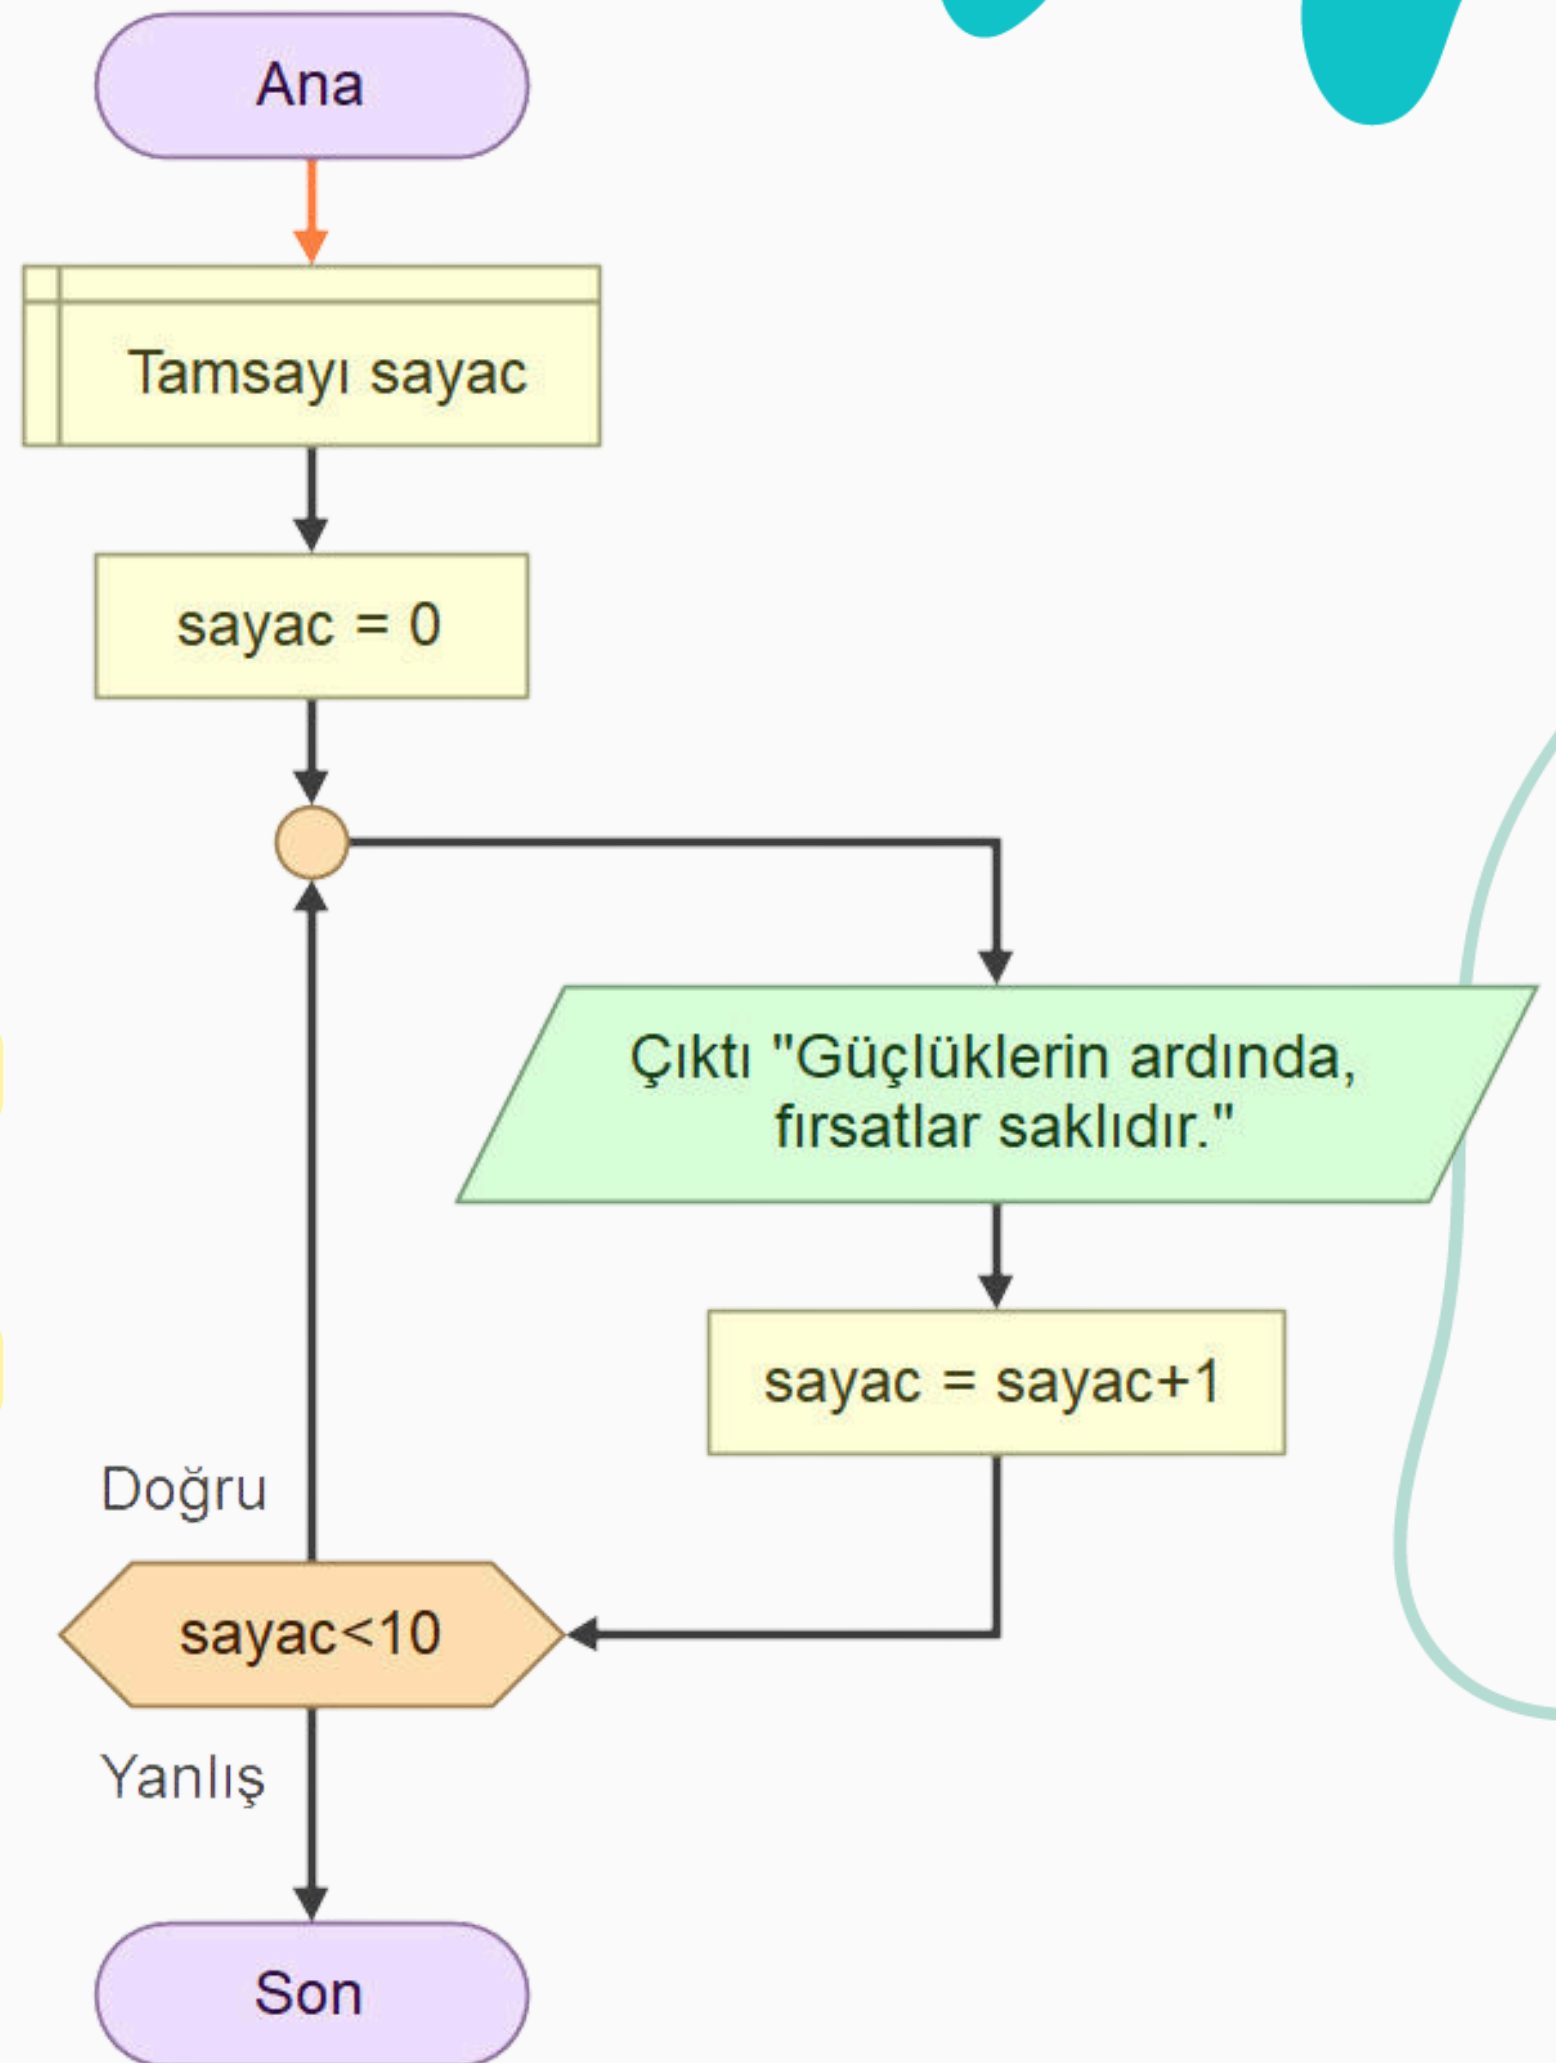 Ana
Tamsayı sayac
sayac = 0
Çıktı "Güçlüklerin ardında,
fırsatlar saklıdır."
sayac = sayac+1
Doğru
sayac<10
Yanlış
Son